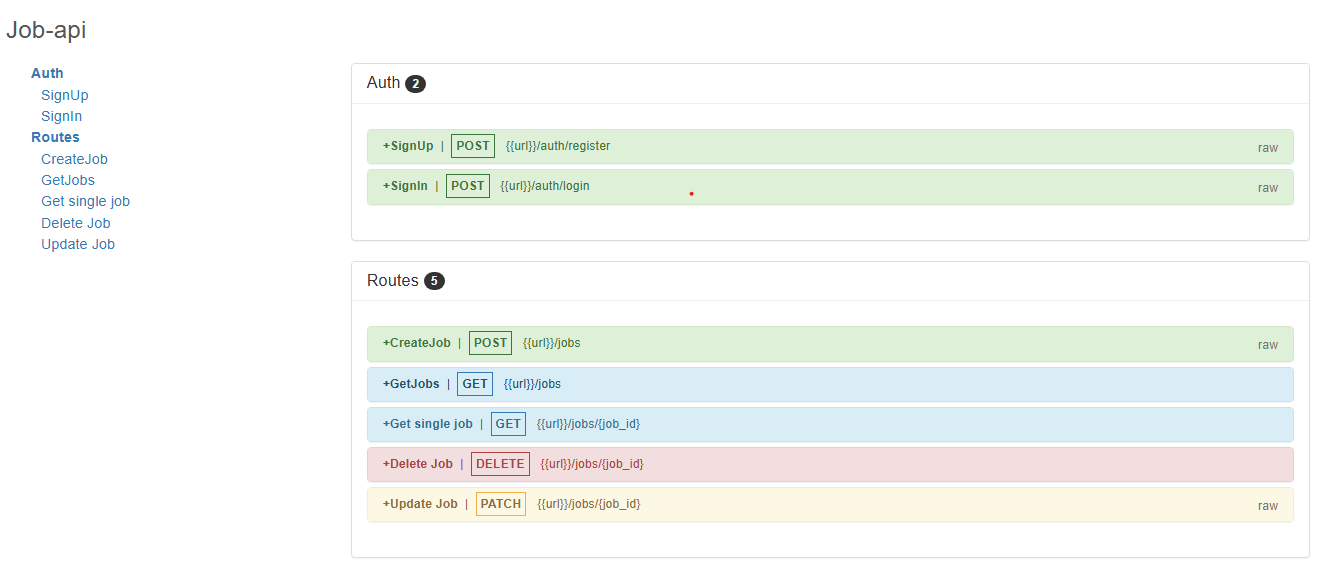 Job-api
Auth
SignUp
SignIn
Routes
CreateJob
GetJobs
Get single job
Delete Job
Update Job
Auth 2
+SignUp | POST {{url}}/auth/register raw
+SignIn | POST {{url}}/auth/login raw
Routes 5
+CreateJob | POST {{url}}/jobs raw
+GetJobs | GET {{url}}/jobs
+Get single job | GET {{url}}/jobs/{job_id}
+Delete Job | DELETE {{url}}/jobs/{job_id}
+Update Job | PATCH {{url}}/jobs/{job_id} raw